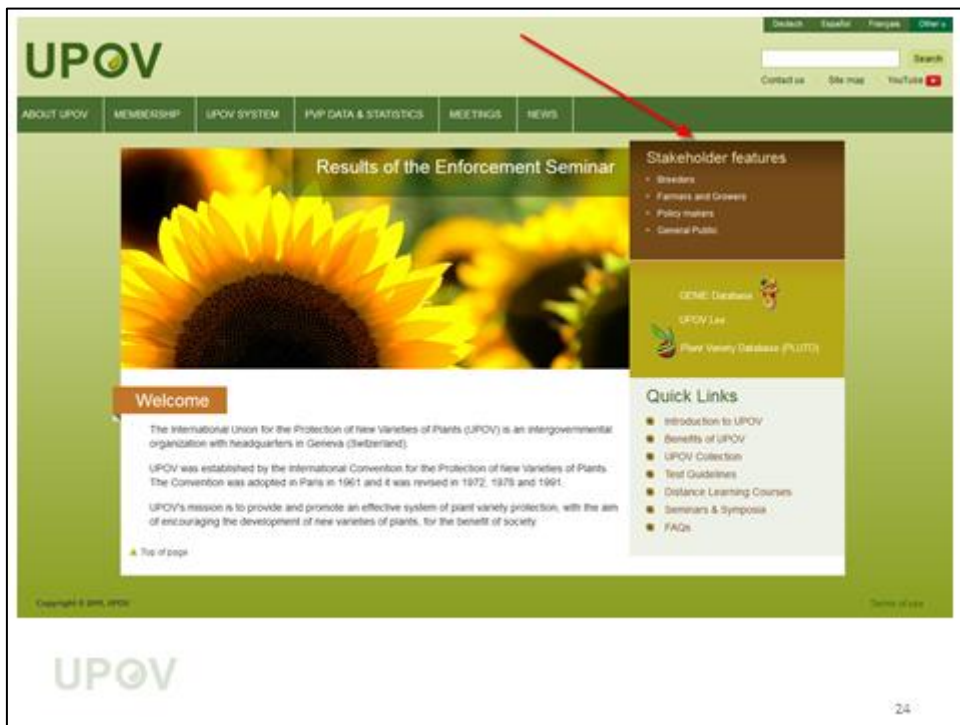 Deutsch Español Français Other
UPOV
Search
Contact us Site map YouTube
ABOUT UPOV MEMBERSHIP UPOV SYSTEM PVP DATA & STATISTICS MEETINGS NEWS
Results of the Enforcement Seminar
Stakeholder features
Breeders
Farmers and Growers
Policy makers
General Public
GENIE Database
UPOV Lex
Plant Variety Database (PLUTO)
Welcome
The International Union for the Protection of New Varieties of Plants (UPOV) is an intergovernmental
organization with headquarters in Geneva (Switzerland).
UPOV was established by the International Convention for the Protection of New Varieties of Plants.
The Convention was adopted in Paris in 1961 and it was revised in 1972, 1978 and 1991.
UPOV's mission is to provide and promote an effective system of plant variety protection, with the aim
of encouraging the development of new varieties of plants, for the benefit of society.
Top of page
Quick Links
Introduction to UPOV
Benefits of UPOV
UPOV Collection
Test Guidelines
Distance Learning Courses
Seminars & Symposia
FAQs
Copyright © UPOV
Terms of use
UPOV
24